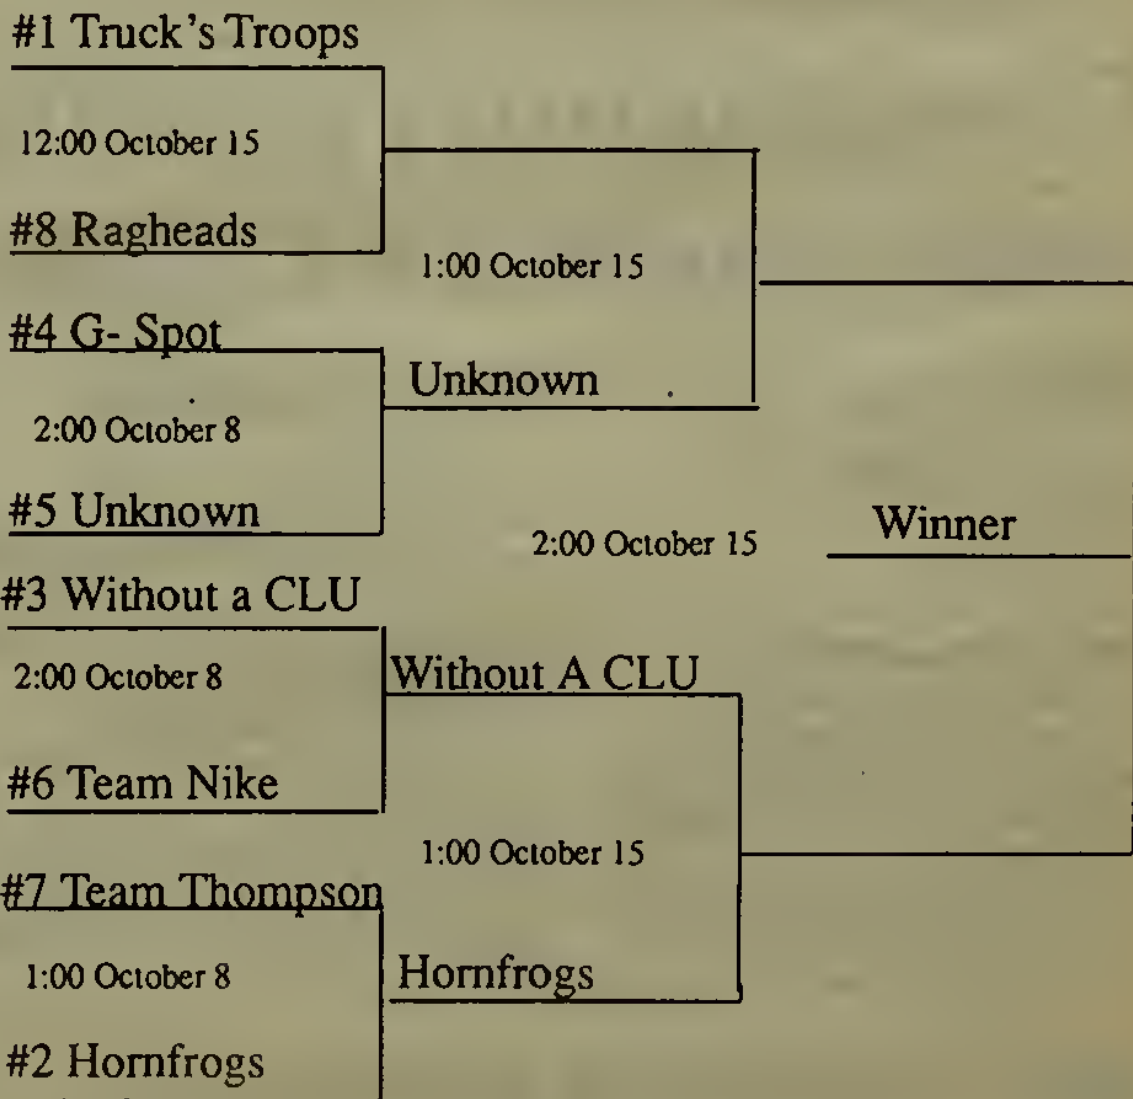 #1 Truck's Troops
12:00 October 15
#8 Ragheads
1:00 October 15
#4 G- Spot
Unknown
2:00 October 8
#5 Unknown
2:00 October 15
Winner
#3 Without a CLU
2:00 October 8
Without A CLU
#6 Team Nike
1:00 October 15
#7 Team Thompson
1:00 October 8
Hornfrogs
#2 Hornfrogs